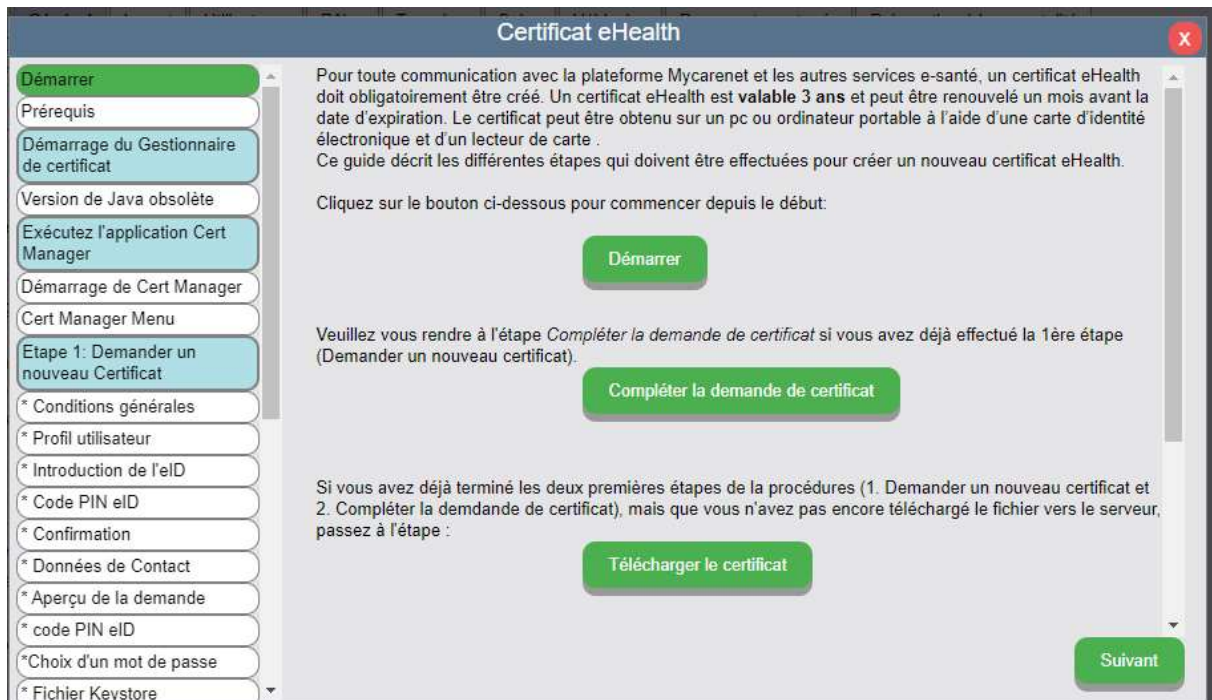 Certificat eHealth
X
Démarrer
Prérequis
Démarrage du Gestionnaire
de certificat
Version de Java obsolète
Exécutez l'application Cert
Manager
Démarrage de Cert Manager
Cert Manager Menu
Etape 1: Demander un
nouveau Certificat
* Conditions générales
* Profil utilisateur
* Introduction de l'eID
* Code PIN eID
* Confirmation
* Données de Contact
* Aperçu de la demande
* code PIN eID
*Choix d'un mot de passe
* Fichier Keystore
Pour toute communication avec la plateforme Mycarenet et les autres services e-santé, un certificat eHealth
doit obligatoirement être créé. Un certificat eHealth est valable 3 ans et peut être renouvelé un mois avant la
date d'expiration. Le certificat peut être obtenu sur un pc ou ordinateur portable à l'aide d'une carte d'identité
électronique et d'un lecteur de carte .
Ce guide décrit les différentes étapes qui doivent être effectuées pour créer un nouveau certificat eHealth.
Cliquez sur le bouton ci-dessous pour commencer depuis le début:
Démarrer
Veuillez vous rendre à l'étape Compléter la demande de certificat si vous avez déjà effectué la 1ère étape
(Demander un nouveau certificat).
Compléter la demande de certificat
Si vous avez déjà terminé les deux premières étapes de la procédures (1. Demander un nouveau certificat et
2. Compléter la demdande de certificat), mais que vous n'avez pas encore téléchargé le fichier vers le serveur,
passez à l'étape :
Télécharger le certificat
Suivant